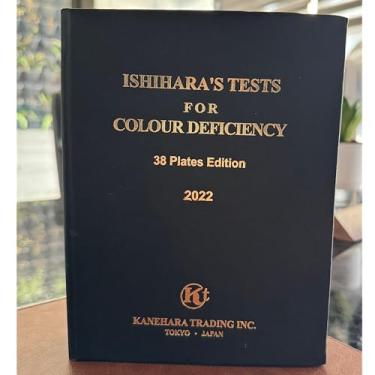 ISHIHARA'S TESTS
FOR
COLOUR DEFICIENCY
38 Plates Edition
2022
Kt
KANEHARA TRADING INC.
TOKYO • JAPAN